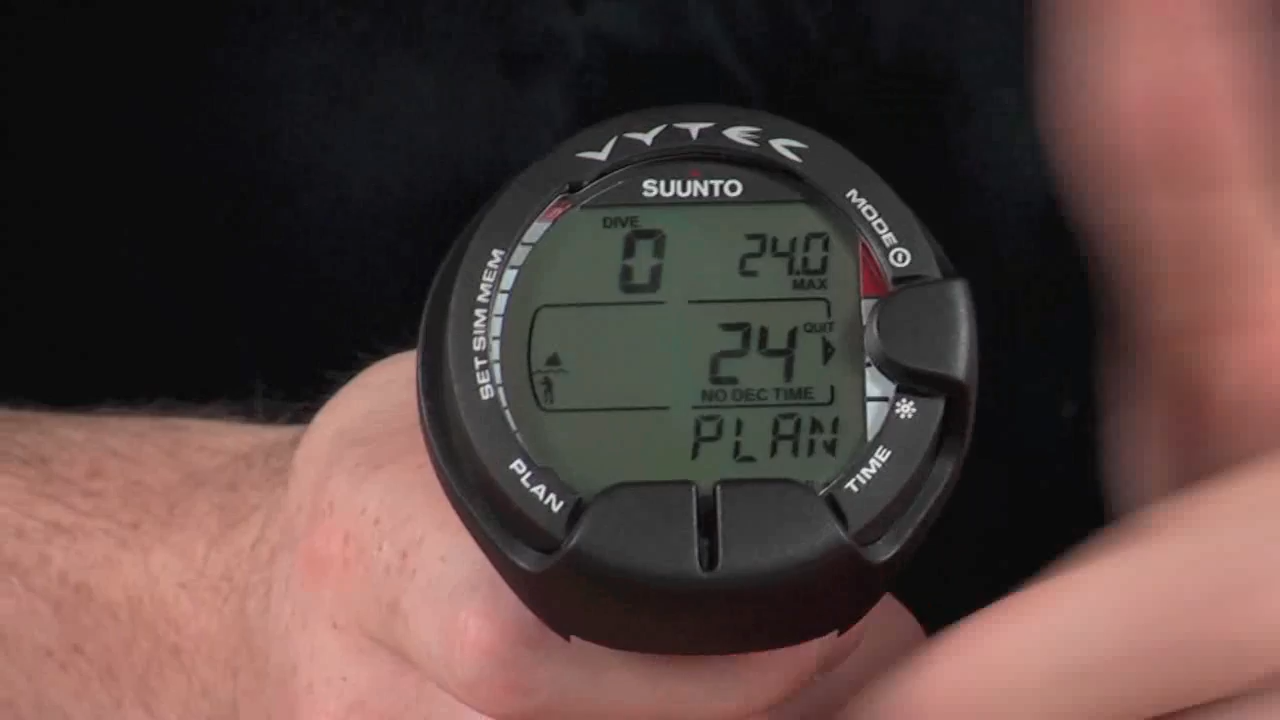 VYTEC
SUUNTO
MODE
DIVE
0
24.0
MAX
SET SIM MEM
24
QUIT
NO DEC TIME
PLAN
PLAN
TIME